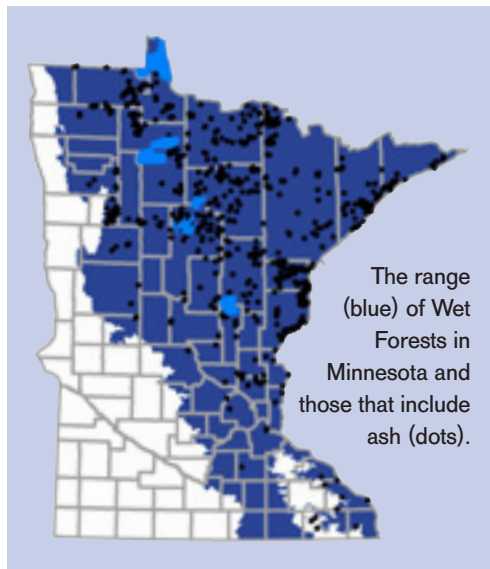 The range
(blue) of Wet
Forests in
Minnesota and
those that include
ash (dots).